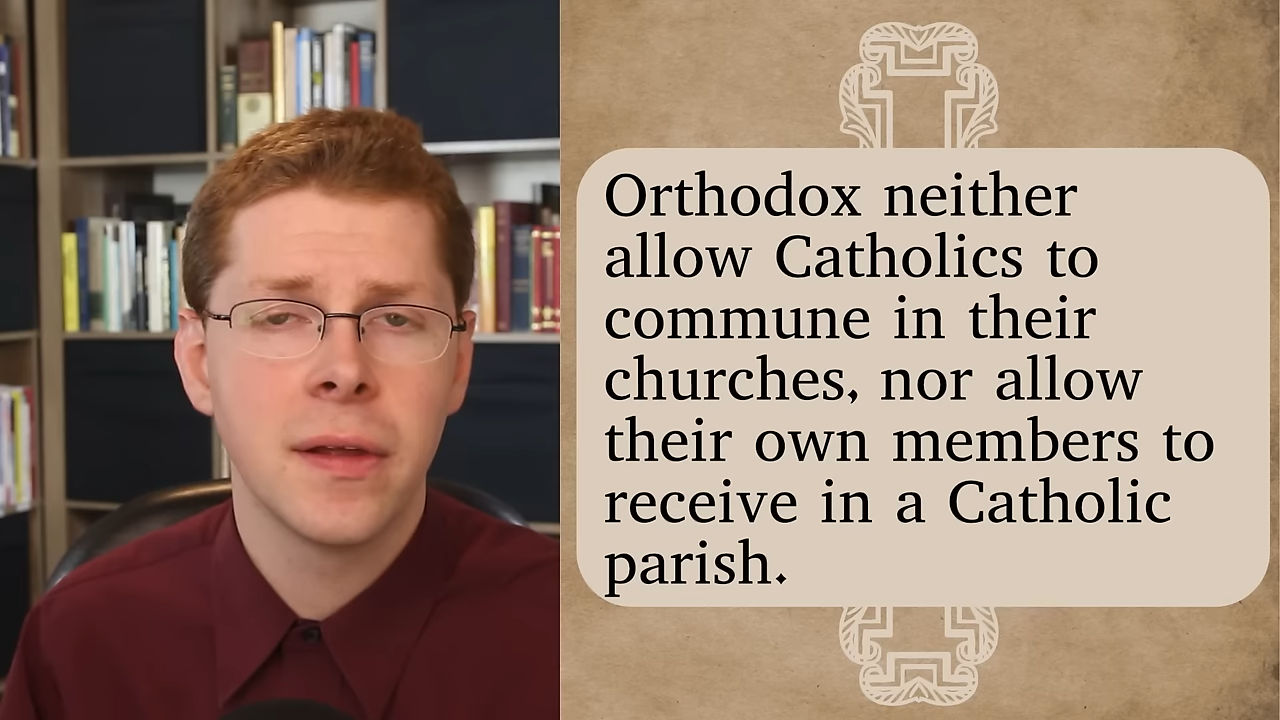 Orthodox neither
allow Catholics to
commune in their
churches, nor allow
their own members to
receive in a Catholic
parish.